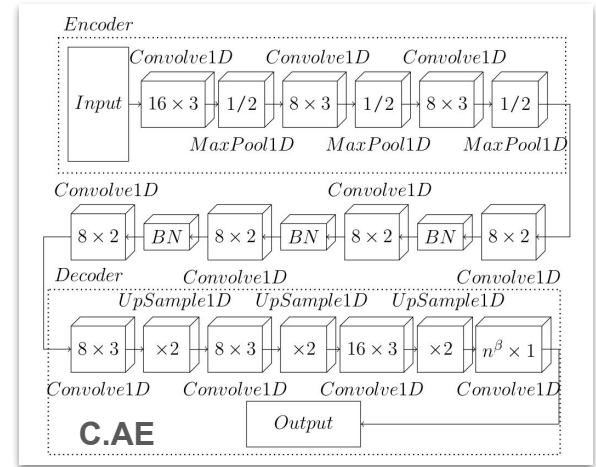 Encoder
Convolve1D Convolve1D Convolve1D
Input 16 × 3 1/2 8 × 3 1/2 8 × 3 1/2
MaxPool1D MaxPool1D MaxPool1D
Convolve1D Convolve1D
8 × 2 BN 8 × 2 BN 8 × 2 BN 8 × 2
Decoder Convolve1D Convolve1D
UpSample1D UpSample1D UpSample1D
8 × 3 ×2 8 × 3 ×2 16 × 3 ×2 n^β × 1
Convolve1D Convolve1D Convolve1D Convolve1D
Output
C.AE